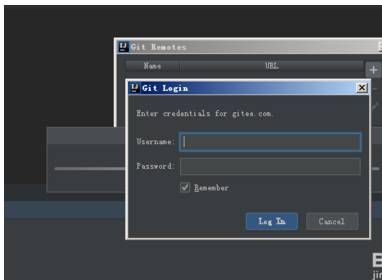 Git Remotes
Name URL
Git Login
Enter credentials for gitee.com.
Username:
Password:
Remember
Log In Cancel